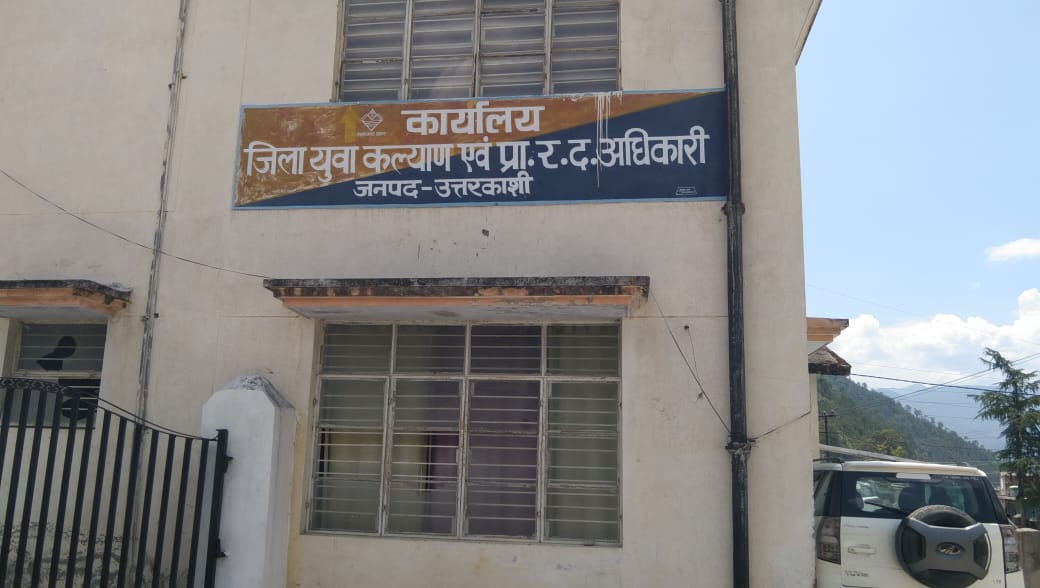 कार्यालय
जिला युवा कल्याण एवं प्रा.र.द.अधिकारी
जनपद-उत्तरकाशी